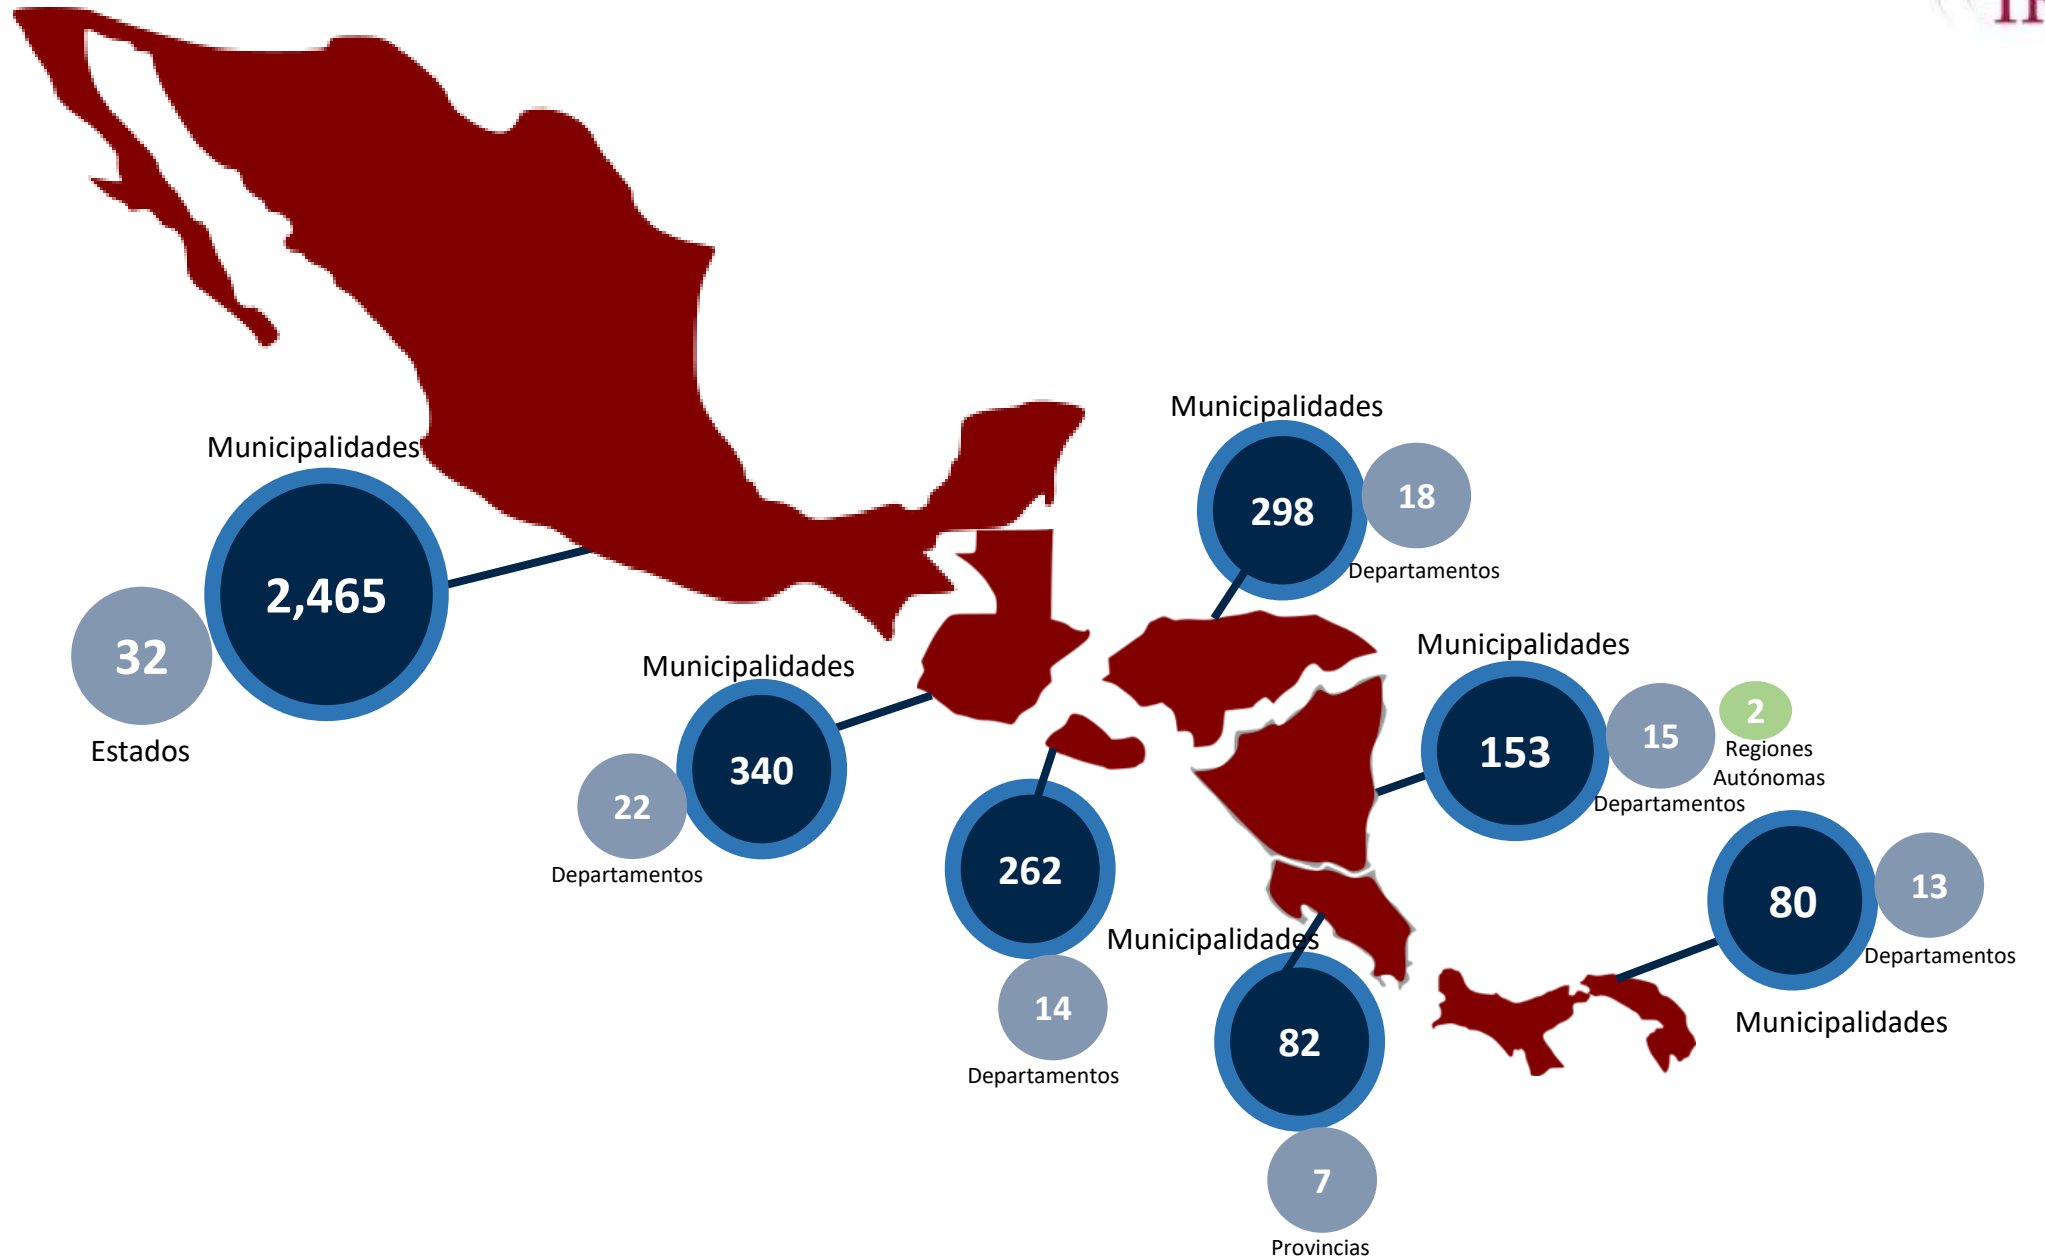 Municipalidades
2,465
32
Estados
Municipalidades
340
22
Departamentos
262
14
Departamentos
Municipalidades
298
18
Departamentos
Municipalidades
153
15
Departamentos
2
Regiones
Autónomas
Municipalidades
82
7
Provincias
80
13
Departamentos
Municipalidades